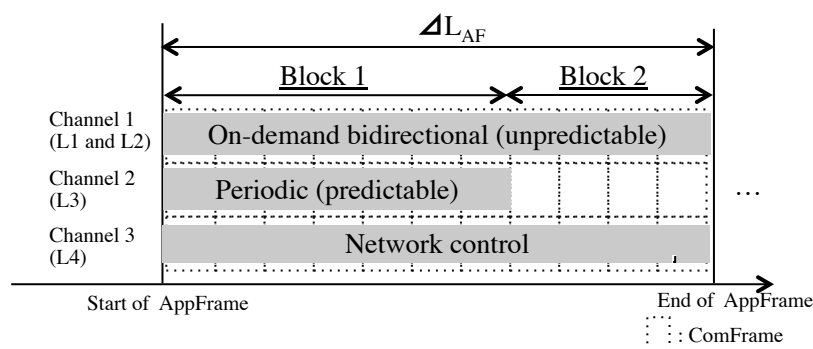 ⊿L_AF
Block 1 Block 2
Channel 1
(L1 and L2)
On-demand bidirectional (unpredictable)
Channel 2
(L3)
Periodic (predictable)
…
Channel 3
(L4)
Network control
Start of AppFrame
End of AppFrame
: ComFrame